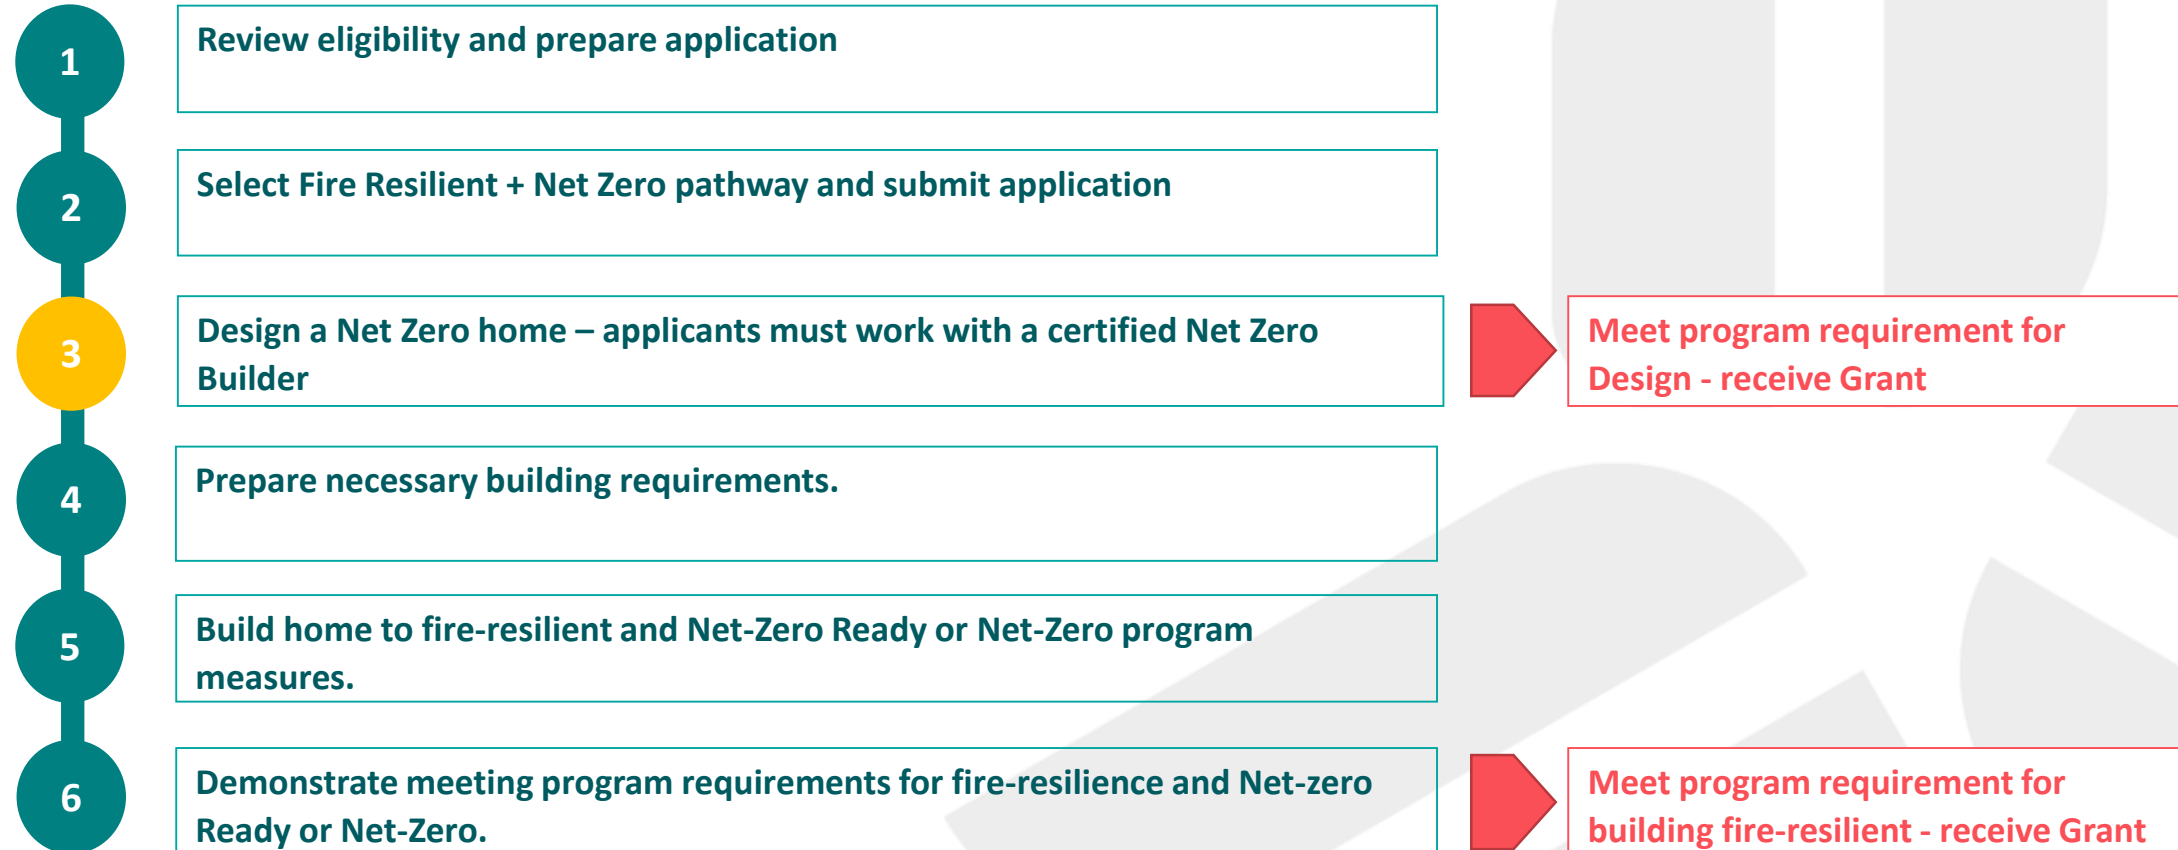 1
Review eligibility and prepare application
2
Select Fire Resilient + Net Zero pathway and submit application
3
Design a Net Zero home – applicants must work with a certified Net Zero
Builder
Meet program requirement for
Design - receive Grant
4
Prepare necessary building requirements.
5
Build home to fire-resilient and Net-Zero Ready or Net-Zero program
measures.
6
Demonstrate meeting program requirements for fire-resilience and Net-zero
Ready or Net-Zero.
Meet program requirement for
building fire-resilient - receive Grant